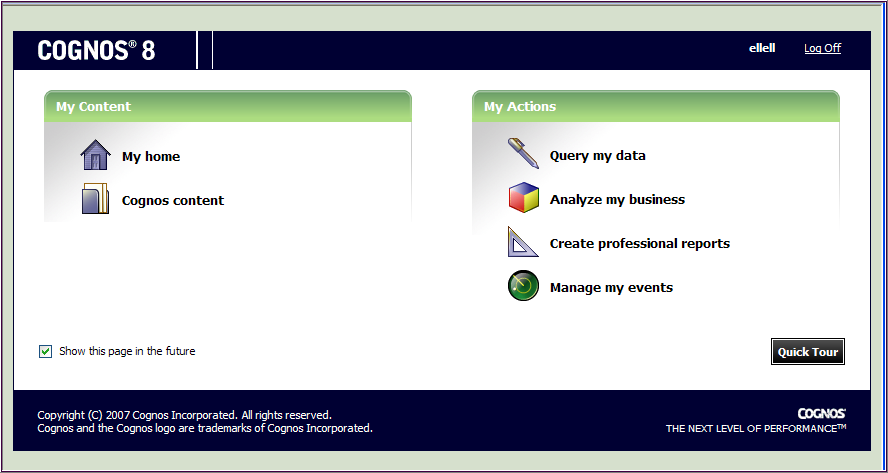 COGNOS® 8
ellell Log Off
My Content
My home
Cognos content
My Actions
Query my data
Analyze my business
Create professional reports
Manage my events
Show this page in the future
Quick Tour
Copyright (C) 2007 Cognos Incorporated. All rights reserved.
Cognos and the Cognos logo are trademarks of Cognos Incorporated.
COGNOS®
THE NEXT LEVEL OF PERFORMANCE™